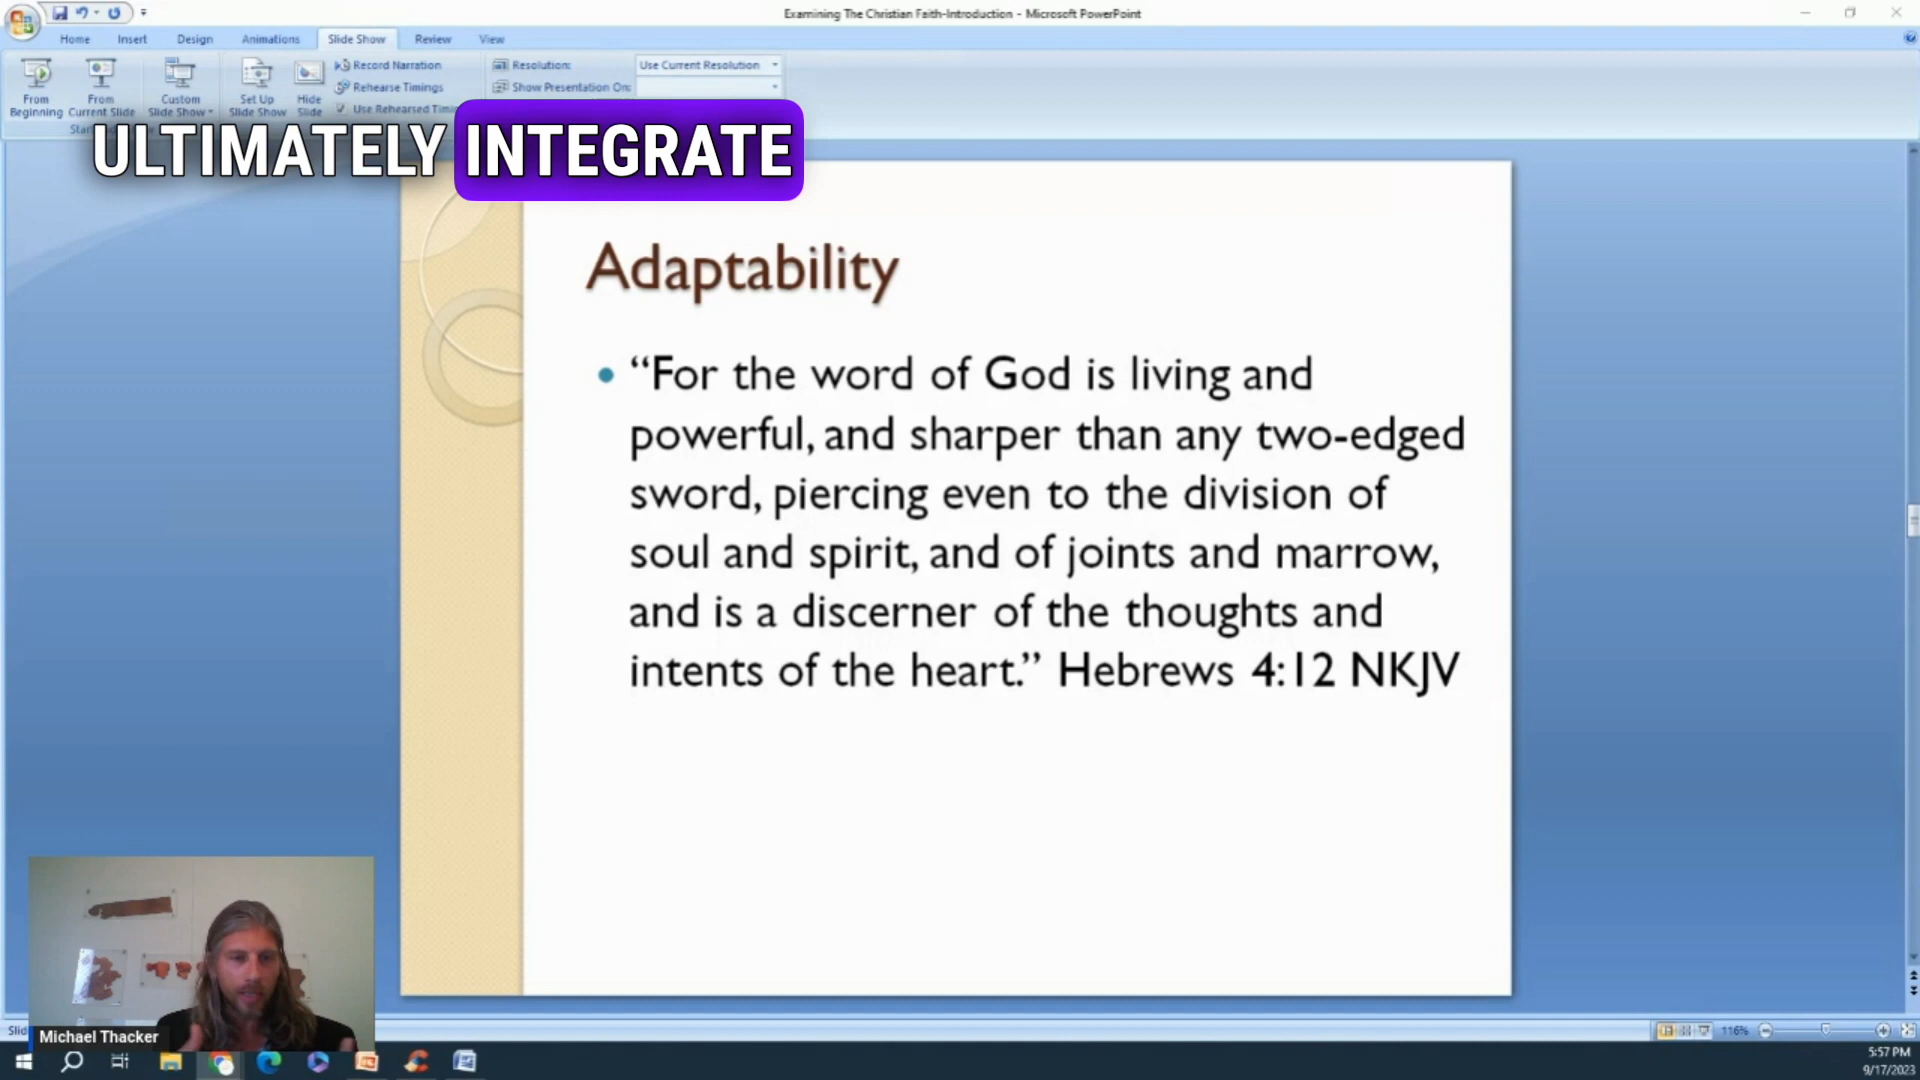 Examining The Christian Faith-Introduction - Microsoft PowerPoint
Home Insert Design Animations Slide Show Review View
From Beginning
From Current Slide
Custom Slide Show
Set Up Slide Show
Hide Slide
Record Narration
Rehearse Timings
Use Rehearsed Timi
Resolution:
Use Current Resolution
Show Presentation On:
ULTIMATELY INTEGRATE
Adaptability
• “For the word of God is living and
powerful, and sharper than any two-edged
sword, piercing even to the division of
soul and spirit, and of joints and marrow,
and is a discerner of the thoughts and
intents of the heart.” Hebrews 4:12 NKJV
Michael Thacker
116%
5:57 PM
9/17/2023